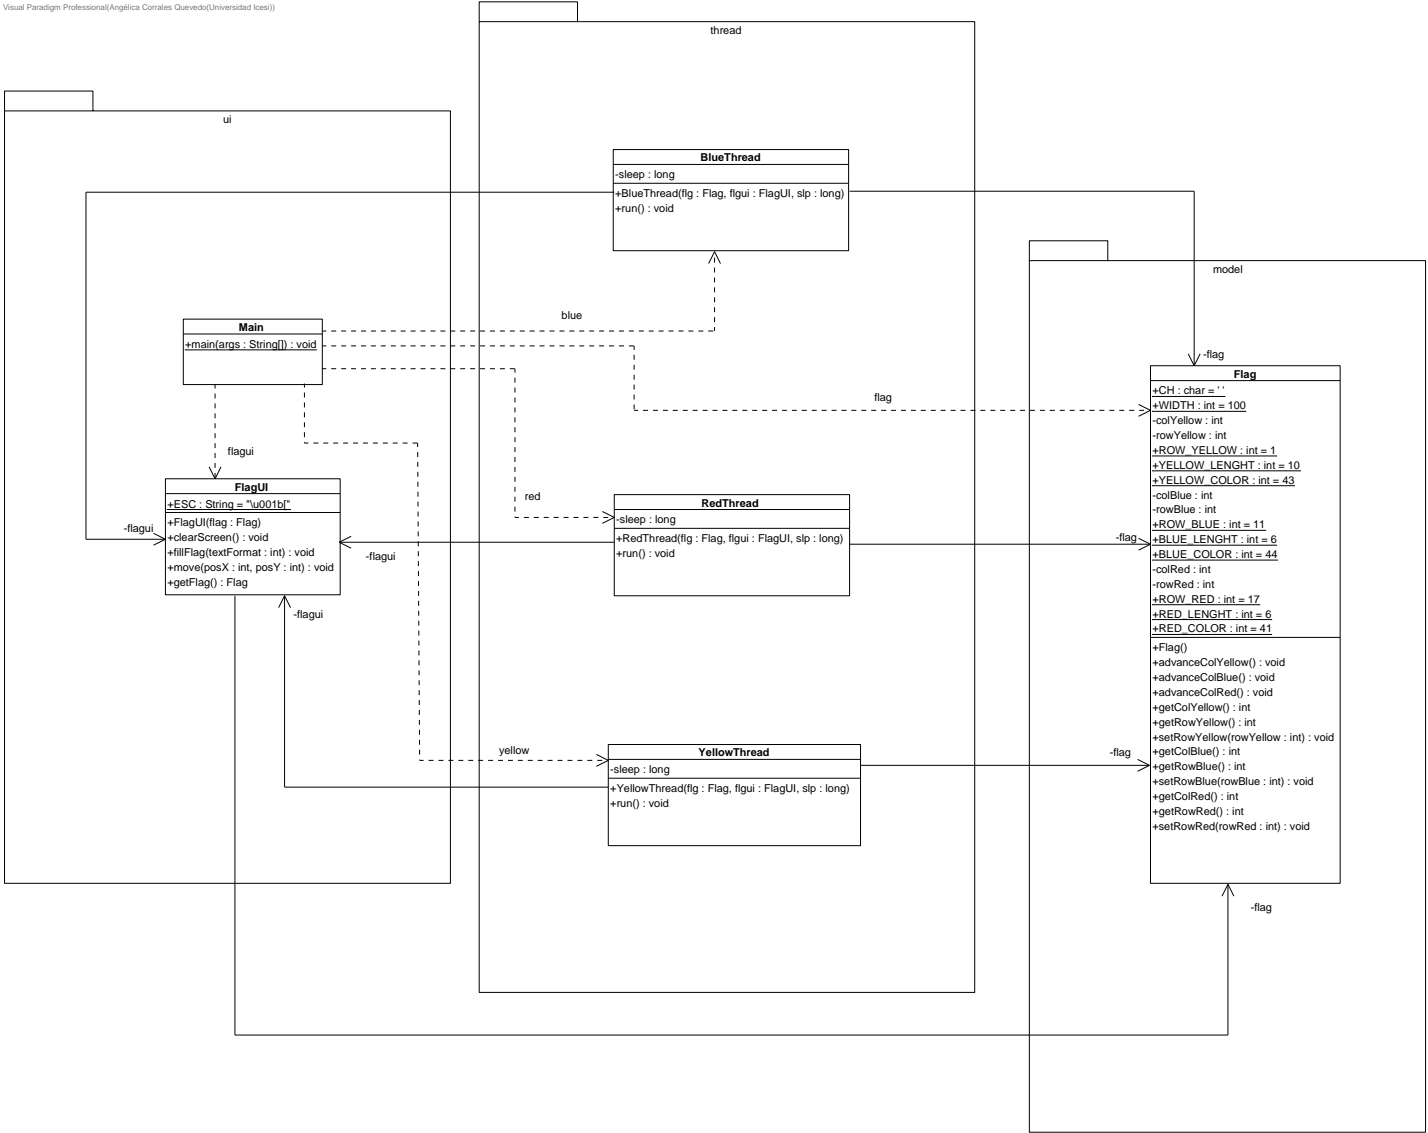 Visual Paradigm Professional(Angélica Corrales Quevedo(Universidad Icesi))
thread
ui
BlueThread
-sleep : long
+BlueThread(flg : Flag, flgui : FlagUI, slp : long)
+run() : void
model
blue
Main
+main(args : String[]) : void
-flag
flag
Flag
+CH : char = ' '
+WIDTH : int = 100
-colYellow : int
-rowYellow : int
+ROW_YELLOW : int = 1
+YELLOW_LENGHT : int = 10
+YELLOW_COLOR : int = 43
-colBlue : int
-rowBlue : int
+ROW_BLUE : int = 11
+BLUE_LENGHT : int = 6
+BLUE_COLOR : int = 44
-colRed : int
-rowRed : int
+ROW_RED : int = 17
+RED_LENGHT : int = 6
+RED_COLOR : int = 41
+Flag()
+advanceColYellow() : void
+advanceColBlue() : void
+advanceColRed() : void
+getColYellow() : int
+getRowYellow() : int
+setRowYellow(rowYellow : int) : void
+getColBlue() : int
+getRowBlue() : int
+setRowBlue(rowBlue : int) : void
+getColRed() : int
+getRowRed() : int
+setRowRed(rowRed : int) : void
flagui
FlagUI
+ESC : String = "\u001b["
+FlagUI(flag : Flag)
+clearScreen() : void
+fillFlag(textFormat : int) : void
+move(posX : int, posY : int) : void
+getFlag() : Flag
-flagui
-flagui
-flagui
red
RedThread
-sleep : long
+RedThread(flg : Flag, flgui : FlagUI, slp : long)
+run() : void
-flag
yellow
YellowThread
-sleep : long
+YellowThread(flg : Flag, flgui : FlagUI, slp : long)
+run() : void
-flag
-flag